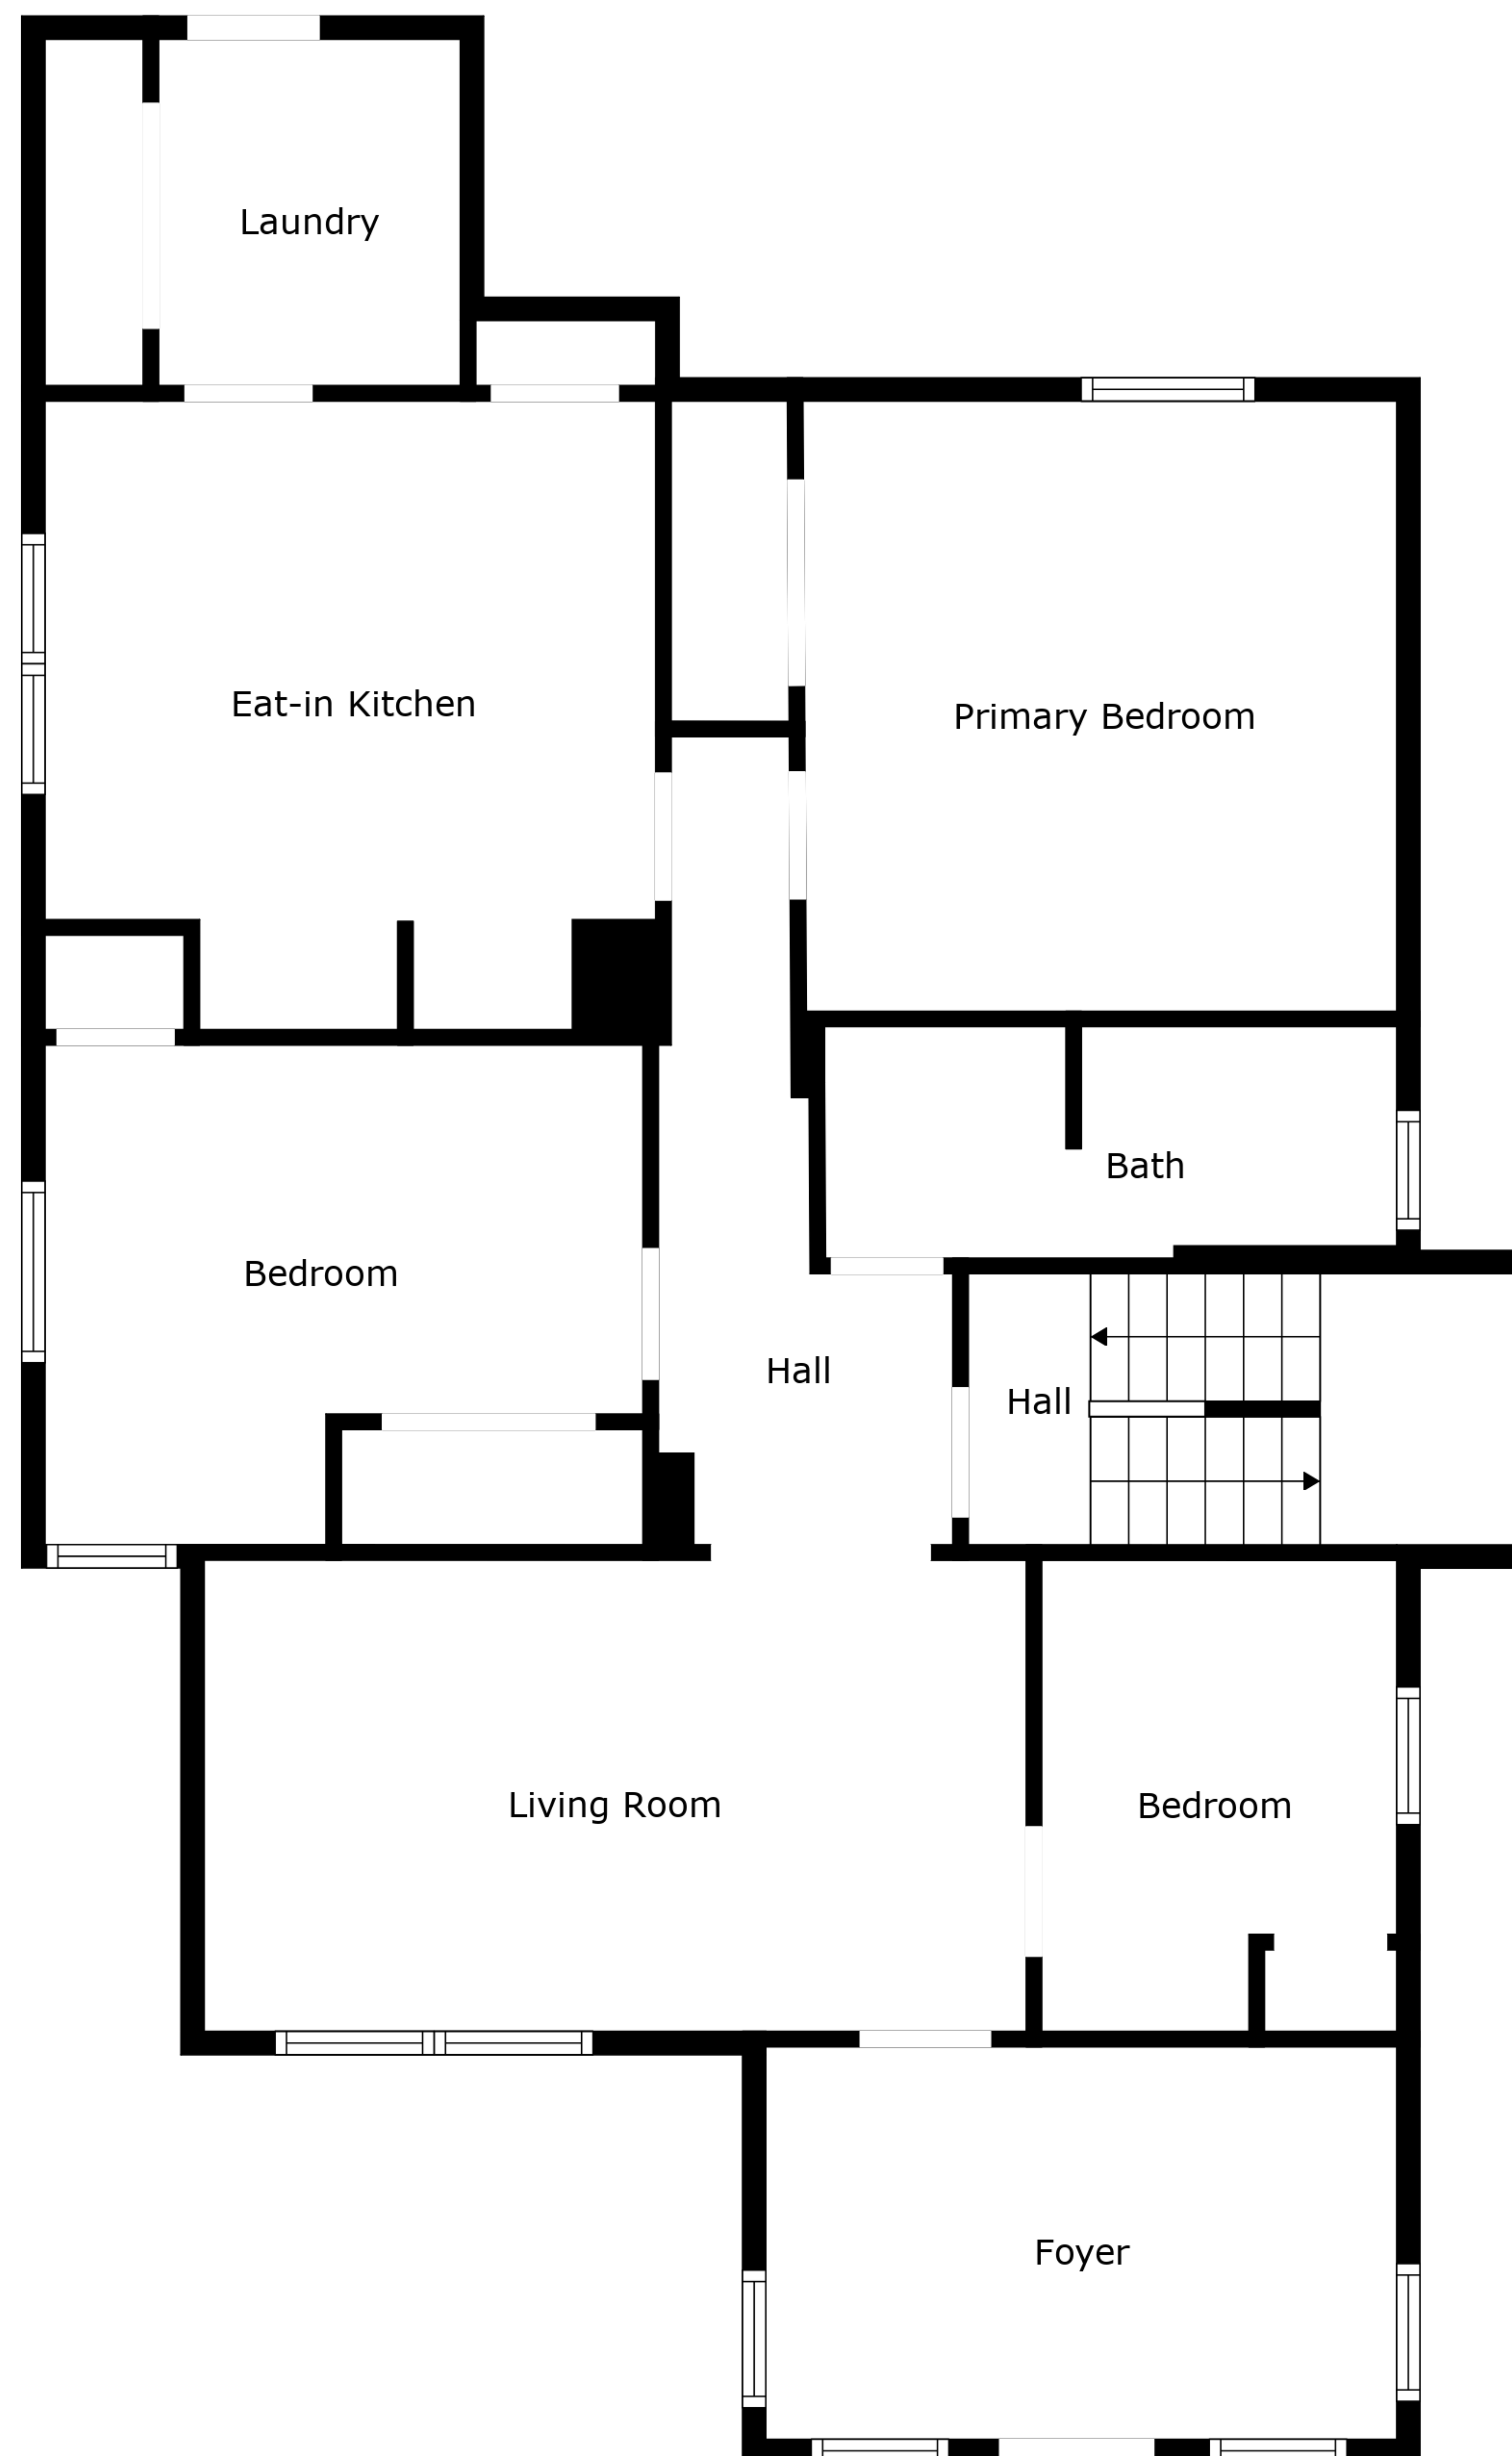 Laundry
Eat-in Kitchen
Primary Bedroom
Bath
Bedroom
Hall
Hall
Living Room
Bedroom
Foyer